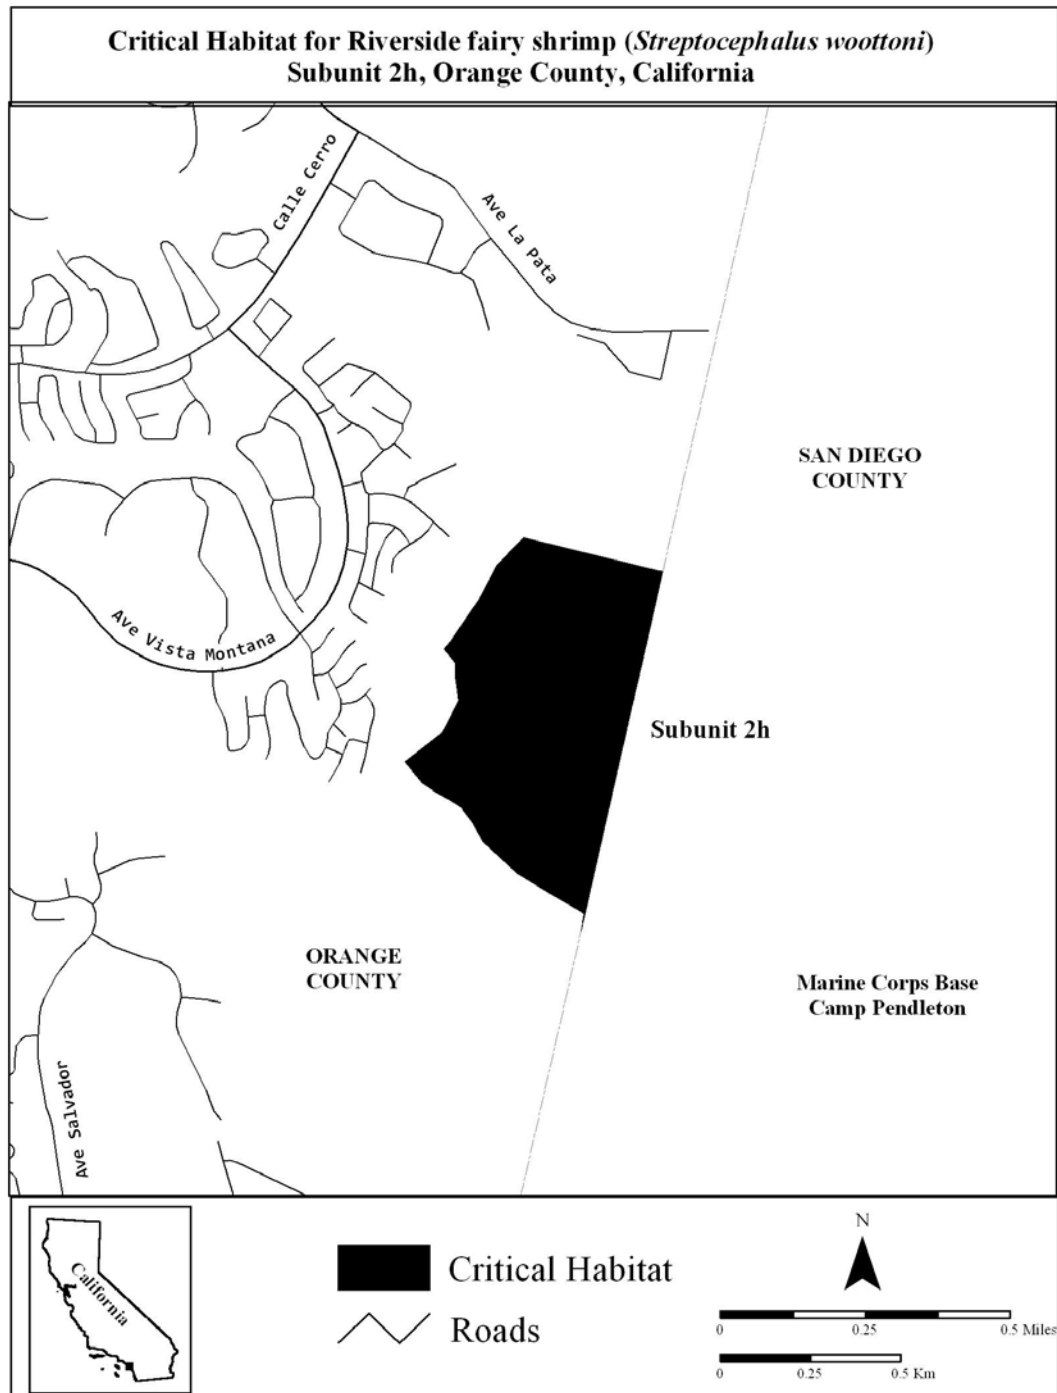 Critical Habitat for Riverside fairy shrimp (Streptocephalus woottoni)
Subunit 2h, Orange County, California
Calle Cerro
Ave La Pata
SAN DIEGO
COUNTY
Ave Vista Montana
Subunit 2h
ORANGE
COUNTY
Marine Corps Base
Camp Pendleton
Ave Salvador
California
Critical Habitat
Roads
N
0 0.25 0.5 Miles
0 0.25 0.5 Km